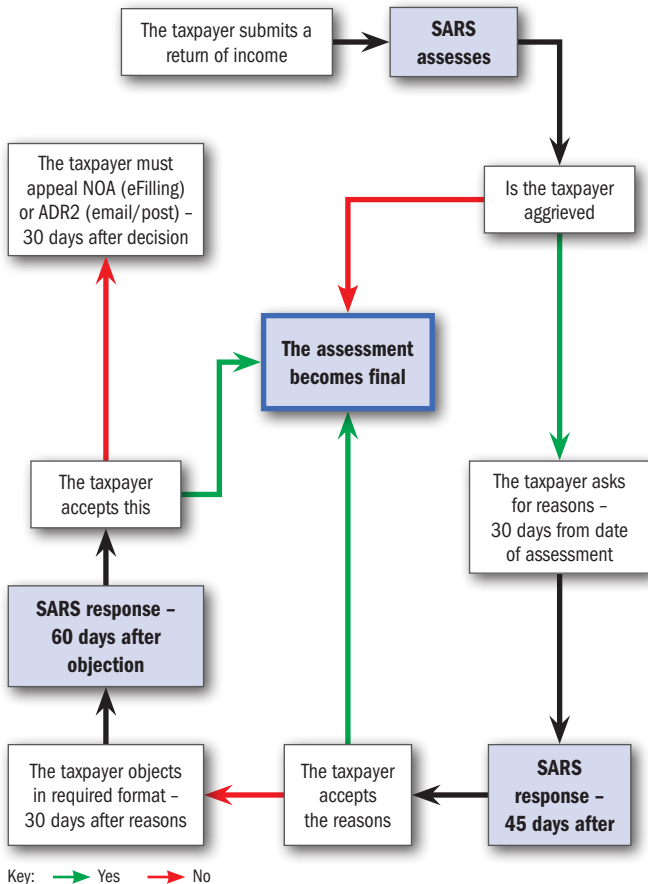 The taxpayer submits a
return of income
SARS
assesses
Is the taxpayer
aggrieved
The taxpayer must
appeal NOA (eFilling)
or ADR2 (email/post) –
30 days after decision
The assessment
becomes final
The taxpayer
accepts this
The taxpayer asks
for reasons –
30 days from date
of assessment
SARS response –
60 days after
objection
The taxpayer objects
in required format –
30 days after reasons
The taxpayer
accepts
the reasons
SARS
response –
45 days after
Key: Yes No